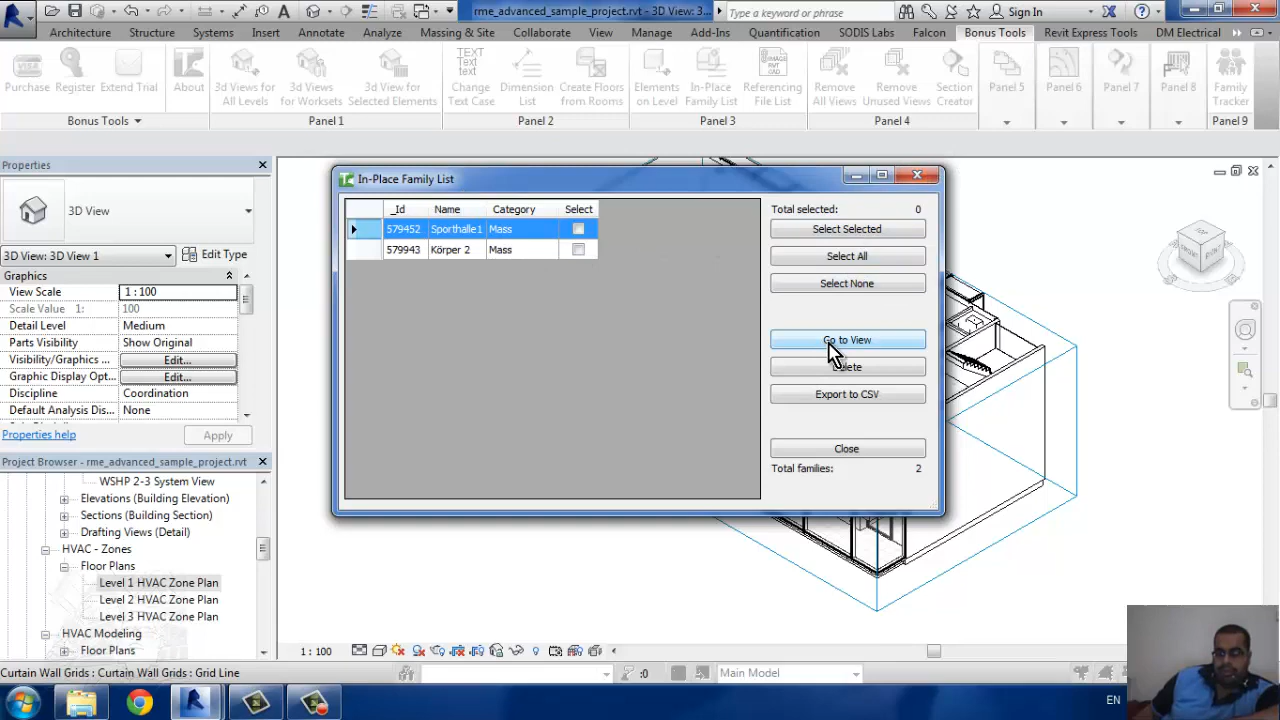 rme_advanced_sample_project.rvt - 3D View: 3...
Type a keyword or phrase
Sign In
Architecture Structure Systems Insert Annotate Analyze Massing & Site Collaborate View Manage Add-Ins Quantification SODIS Labs Falcon Bonus Tools Revit Express Tools DM Electrical
Purchase Register Extend Trial About
3d Views for All Levels
3d Views for Worksets
3d View for Selected Elements
TEXT Text text
Change Text Case
Dimension List
Create Floors from Rooms
Elements on Level
In-Place Family List
IMAGE RVT CAD
Referencing File List
Remove All Views
Remove Unused Views
Section Creator
Panel 5 Panel 6 Panel 7 Panel 8
Family Tracker
Bonus Tools Panel 1 Panel 2 Panel 3 Panel 4 Panel 9
Properties
3D View
3D View: 3D View 1
Edit Type
Graphics
View Scale 1 : 100
Scale Value 1: 100
Detail Level Medium
Parts Visibility Show Original
Visibility/Graphics ... Edit...
Graphic Display Opt... Edit...
Discipline Coordination
Default Analysis Dis... None
Properties help
Apply
Project Browser - rme_advanced_sample_project.rvt
WSHP 2-3 System View
Elevations (Building Elevation)
Sections (Building Section)
Drafting Views (Detail)
HVAC - Zones
Floor Plans
Level 1 HVAC Zone Plan
Level 2 HVAC Zone Plan
Level 3 HVAC Zone Plan
HVAC Modeling
Floor Plans
In-Place Family List
_Id Name Category Select
579452 Sporthalle1 Mass
579943 Körper 2 Mass
Total selected: 0
Select Selected
Select All
Select None
Go to View
Delete
Export to CSV
Close
Total families: 2
FRONT RIGHT
1 : 100
Curtain Wall Grids : Curtain Wall Grids : Grid Line
:0
Main Model
EN